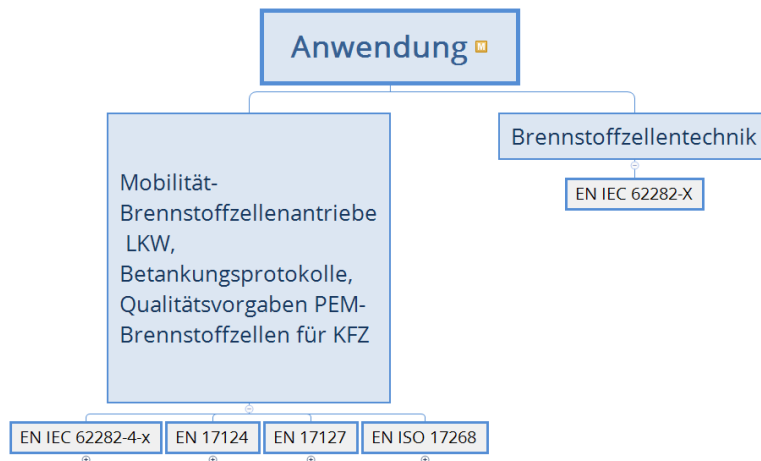 Anwendung M
Brennstoffzellentechnik
EN IEC 62282-X
Mobilität-
Brennstoffzellenantriebe
LKW,
Betankungsprotokolle,
Qualitätsvorgaben PEM-
Brennstoffzellen für KFZ
EN IEC 62282-4-x
EN 17124
EN 17127
EN ISO 17268